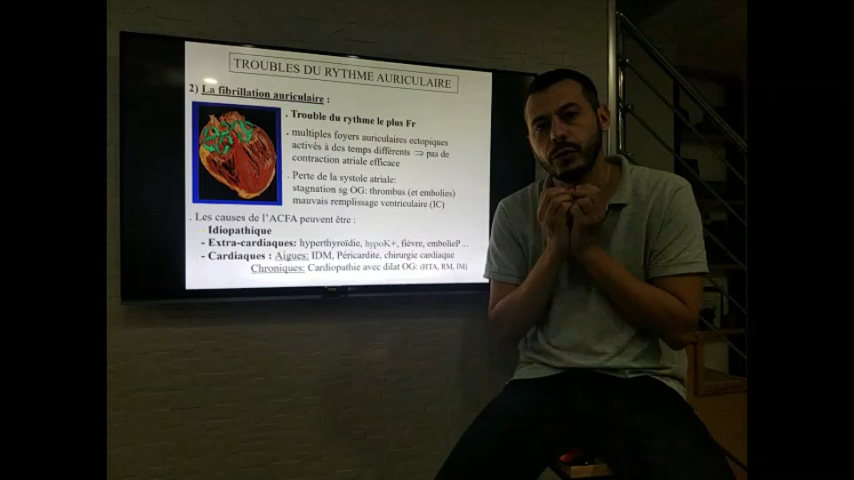 TROUBLES DU RYTHME AURICULAIRE
2) La fibrillation auriculaire :
. Trouble du rythme le plus Fr
. multiples foyers auriculaires ectopiques
activés à des temps différents ⇒ pas de
contraction atriale efficace
. Perte de la systole atriale:
stagnation sg OG: thrombus (et embolies)
mauvais remplissage ventriculaire (IC)
. Les causes de l'ACFA peuvent être :
Idiopathique
- Extra-cardiaques: hyperthyroïdie, hypoK+, fièvre, embolieP...
- Cardiaques : Aigues: IDM, Péricardite, chirurgie cardiaque
Chroniques: Cardiopathie avec dilat OG: (HTA, RM, IM)